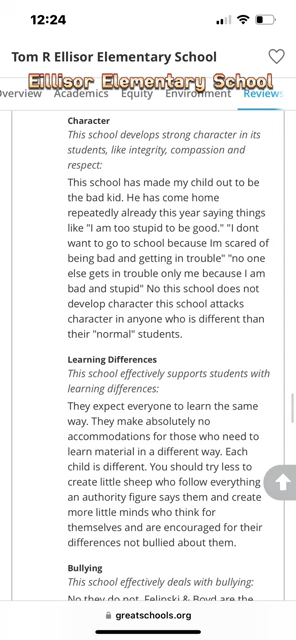 12:24
Tom R Ellisor Elementary School
Eillisor Elementary School
Overview Academics Equity Environment Reviews
Character
This school develops strong character in its
students, like integrity, compassion and
respect:
This school has made my child out to be
the bad kid. He has come home
repeatedly already this year saying things
like "I am too stupid to be good." "I dont
want to go to school because Im scared of
being bad and getting in trouble" "no one
else gets in trouble only me because I am
bad and stupid" No this school does not
develop character this school attacks
character in anyone who is different than
their "normal" students.
Learning Differences
This school effectively supports students with
learning differences:
They expect everyone to learn the same
way. They make absolutely no
accommodations for those who need to
learn material in a different way. Each
child is different. You should try less to
create little sheep who follow everything
an authority figure says them and create
more little minds who think for
themselves and are encouraged for their
differences not bullied about them.
Bullying
This school effectively deals with bullying:
No they do not. Felinski & Boyd are the
greatschools.org